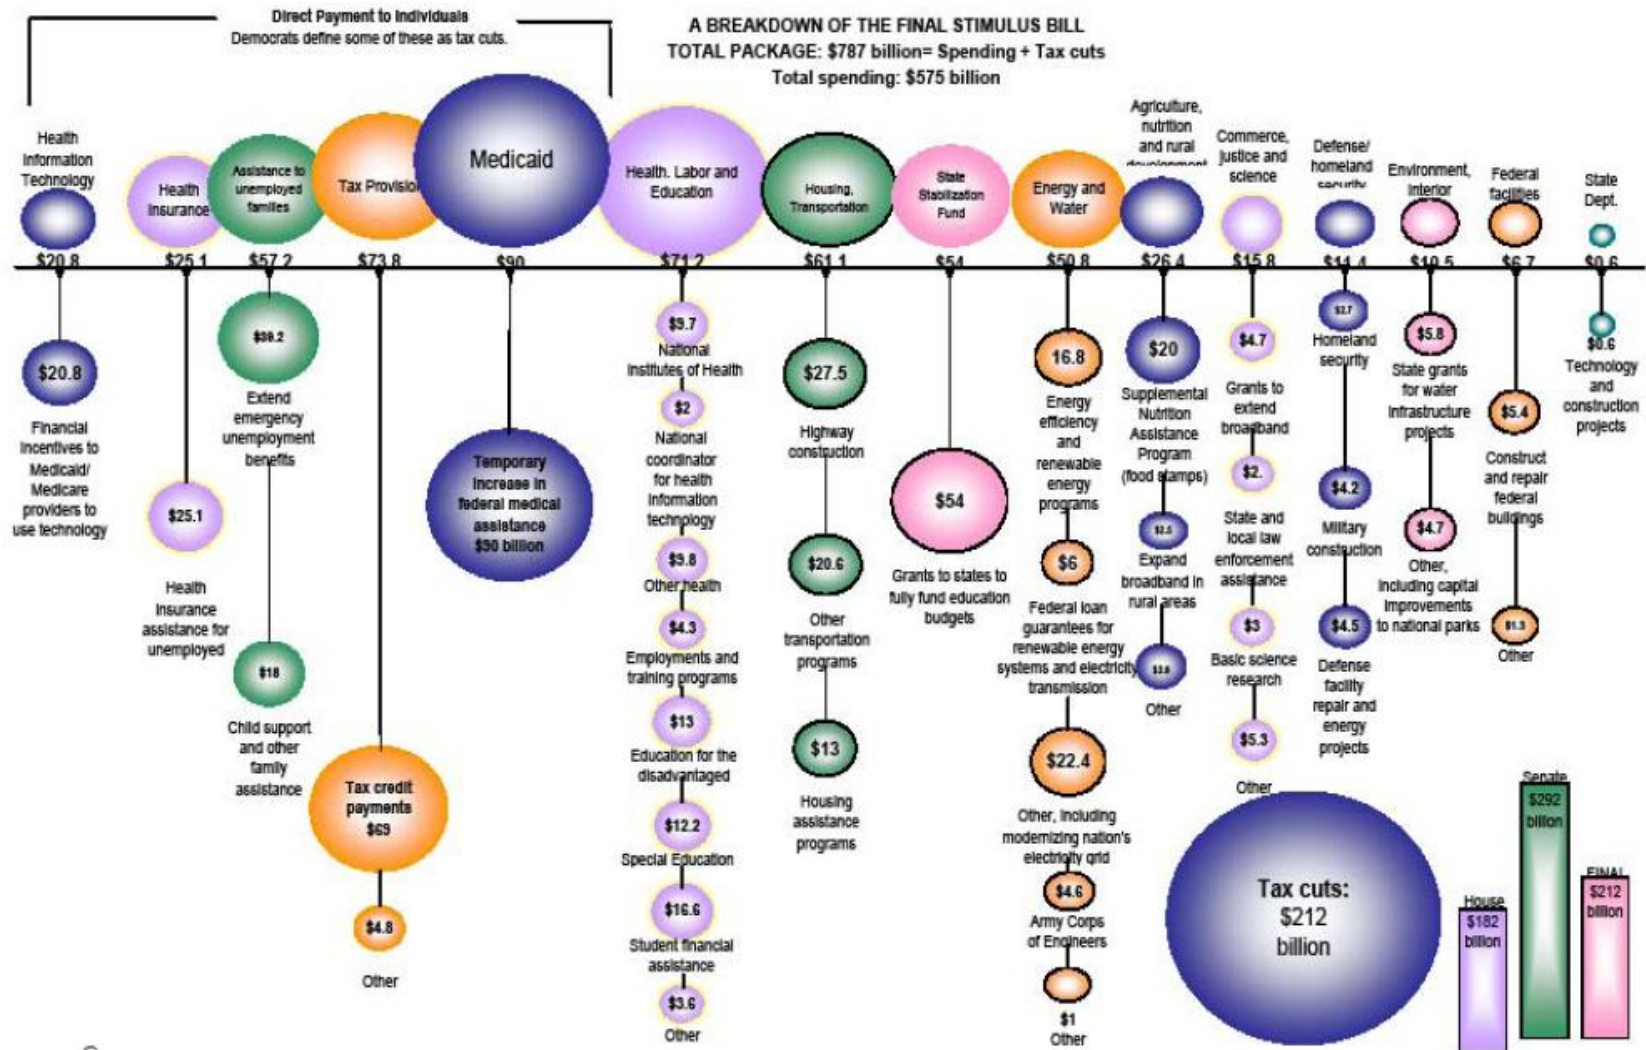 Direct Payment to Individuals
Democrats define some of these as tax cuts.
A BREAKDOWN OF THE FINAL STIMULUS BILL
TOTAL PACKAGE: $787 billion= Spending + Tax cuts
Total spending: $575 billion
Health
Information
Technology
$20.8
$20.8
Financial
Incentives to
Medicaid/
Medicare
providers to
use technology
Health
Insurance
$25.1
$25.1
Health
Insurance
assistance for
unemployed
Assistance to
unemployed
families
$57.2
$39.2
Extend
emergency
unemployment
benefits
$18
Child support
and other
family
assistance
Tax Provision
$73.8
Tax credit
payments
$69
$4.8
Other
Medicaid
$90
Temporary
increase in
federal medical
assistance
$90 billion
Health. Labor and
Education
$71.2
$9.7
National
Institutes of Health
$2
National
coordinator
for health
information
technology
$9.8
Other health
$4.3
Employments and
training programs
$13
Education for the
disadvantaged
$12.2
Special Education
$16.6
Student financial
assistance
$3.6
Other
Housing,
Transportation
$61.1
$27.5
Highway
construction
$20.6
Other
transportation
programs
$13
Housing
assistance
programs
State
Stabilization
Fund
$54
$54
Grants to states to
fully fund education
budgets
Energy and
Water
$50.8
16.8
Energy
efficiency
and
renewable
energy
programs
$6
Federal loan
guarantees for
renewable energy
systems and electricity
transmission
$22.4
Other, including
modernizing nation's
electricity grid
$4.6
Army Corps
of Engineers
$1
Other
Agriculture,
nutrition
and rural
development
$26.4
$20
Supplemental
Nutrition
Assistance
Program
(food stamps)
$2.5
Expand
broadband in
rural areas
Other
Commerce,
justice and
science
$15.8
$4.7
Grants to
extend
broadband
$2.
State and
local law
enforcement
assistance
$3
Basic science
research
$5.3
Other
Defense/
homeland
security
$14.4
$2.7
Homeland
security
$4.2
Military
construction
$4.5
Defense
facility
repair and
energy
projects
Environment,
Interior
$10.5
$5.8
State grants
for water
infrastructure
projects
$4.7
Other,
including capital
improvements
to national parks
Federal
facilities
$6.7
$5.4
Construct
and repair
federal
buildings
$1.3
Other
State
Dept.
$0.6
$0.6
Technology
and
construction
projects
Tax cuts:
$212
billion
House
$182
billion
Senate
$292
billion
FINAL
$212
billion